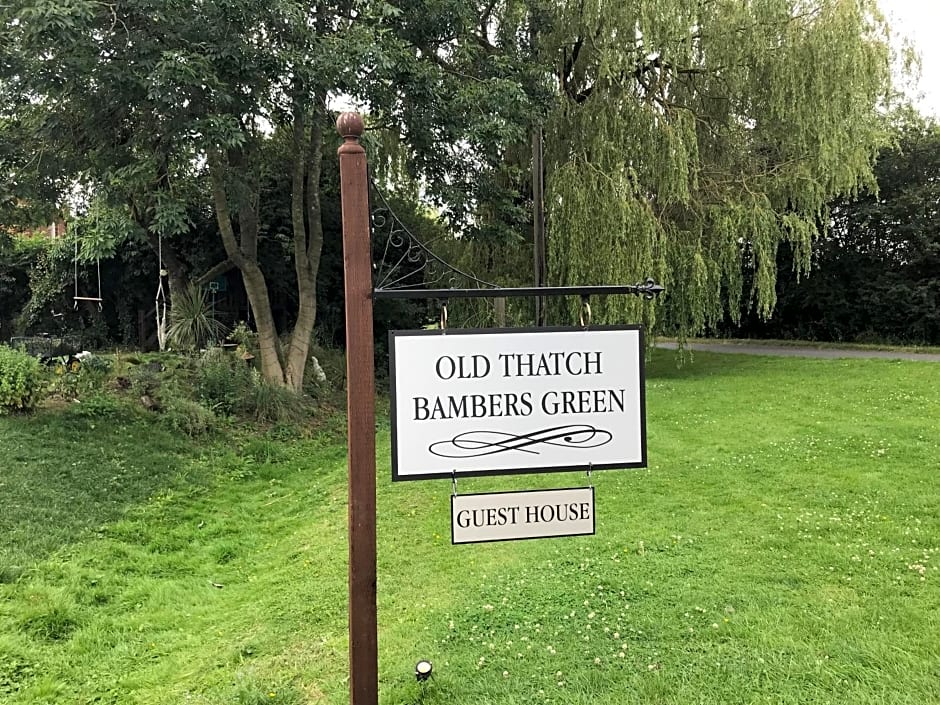 OLD THATCH
BAMBERS GREEN
GUEST HOUSE